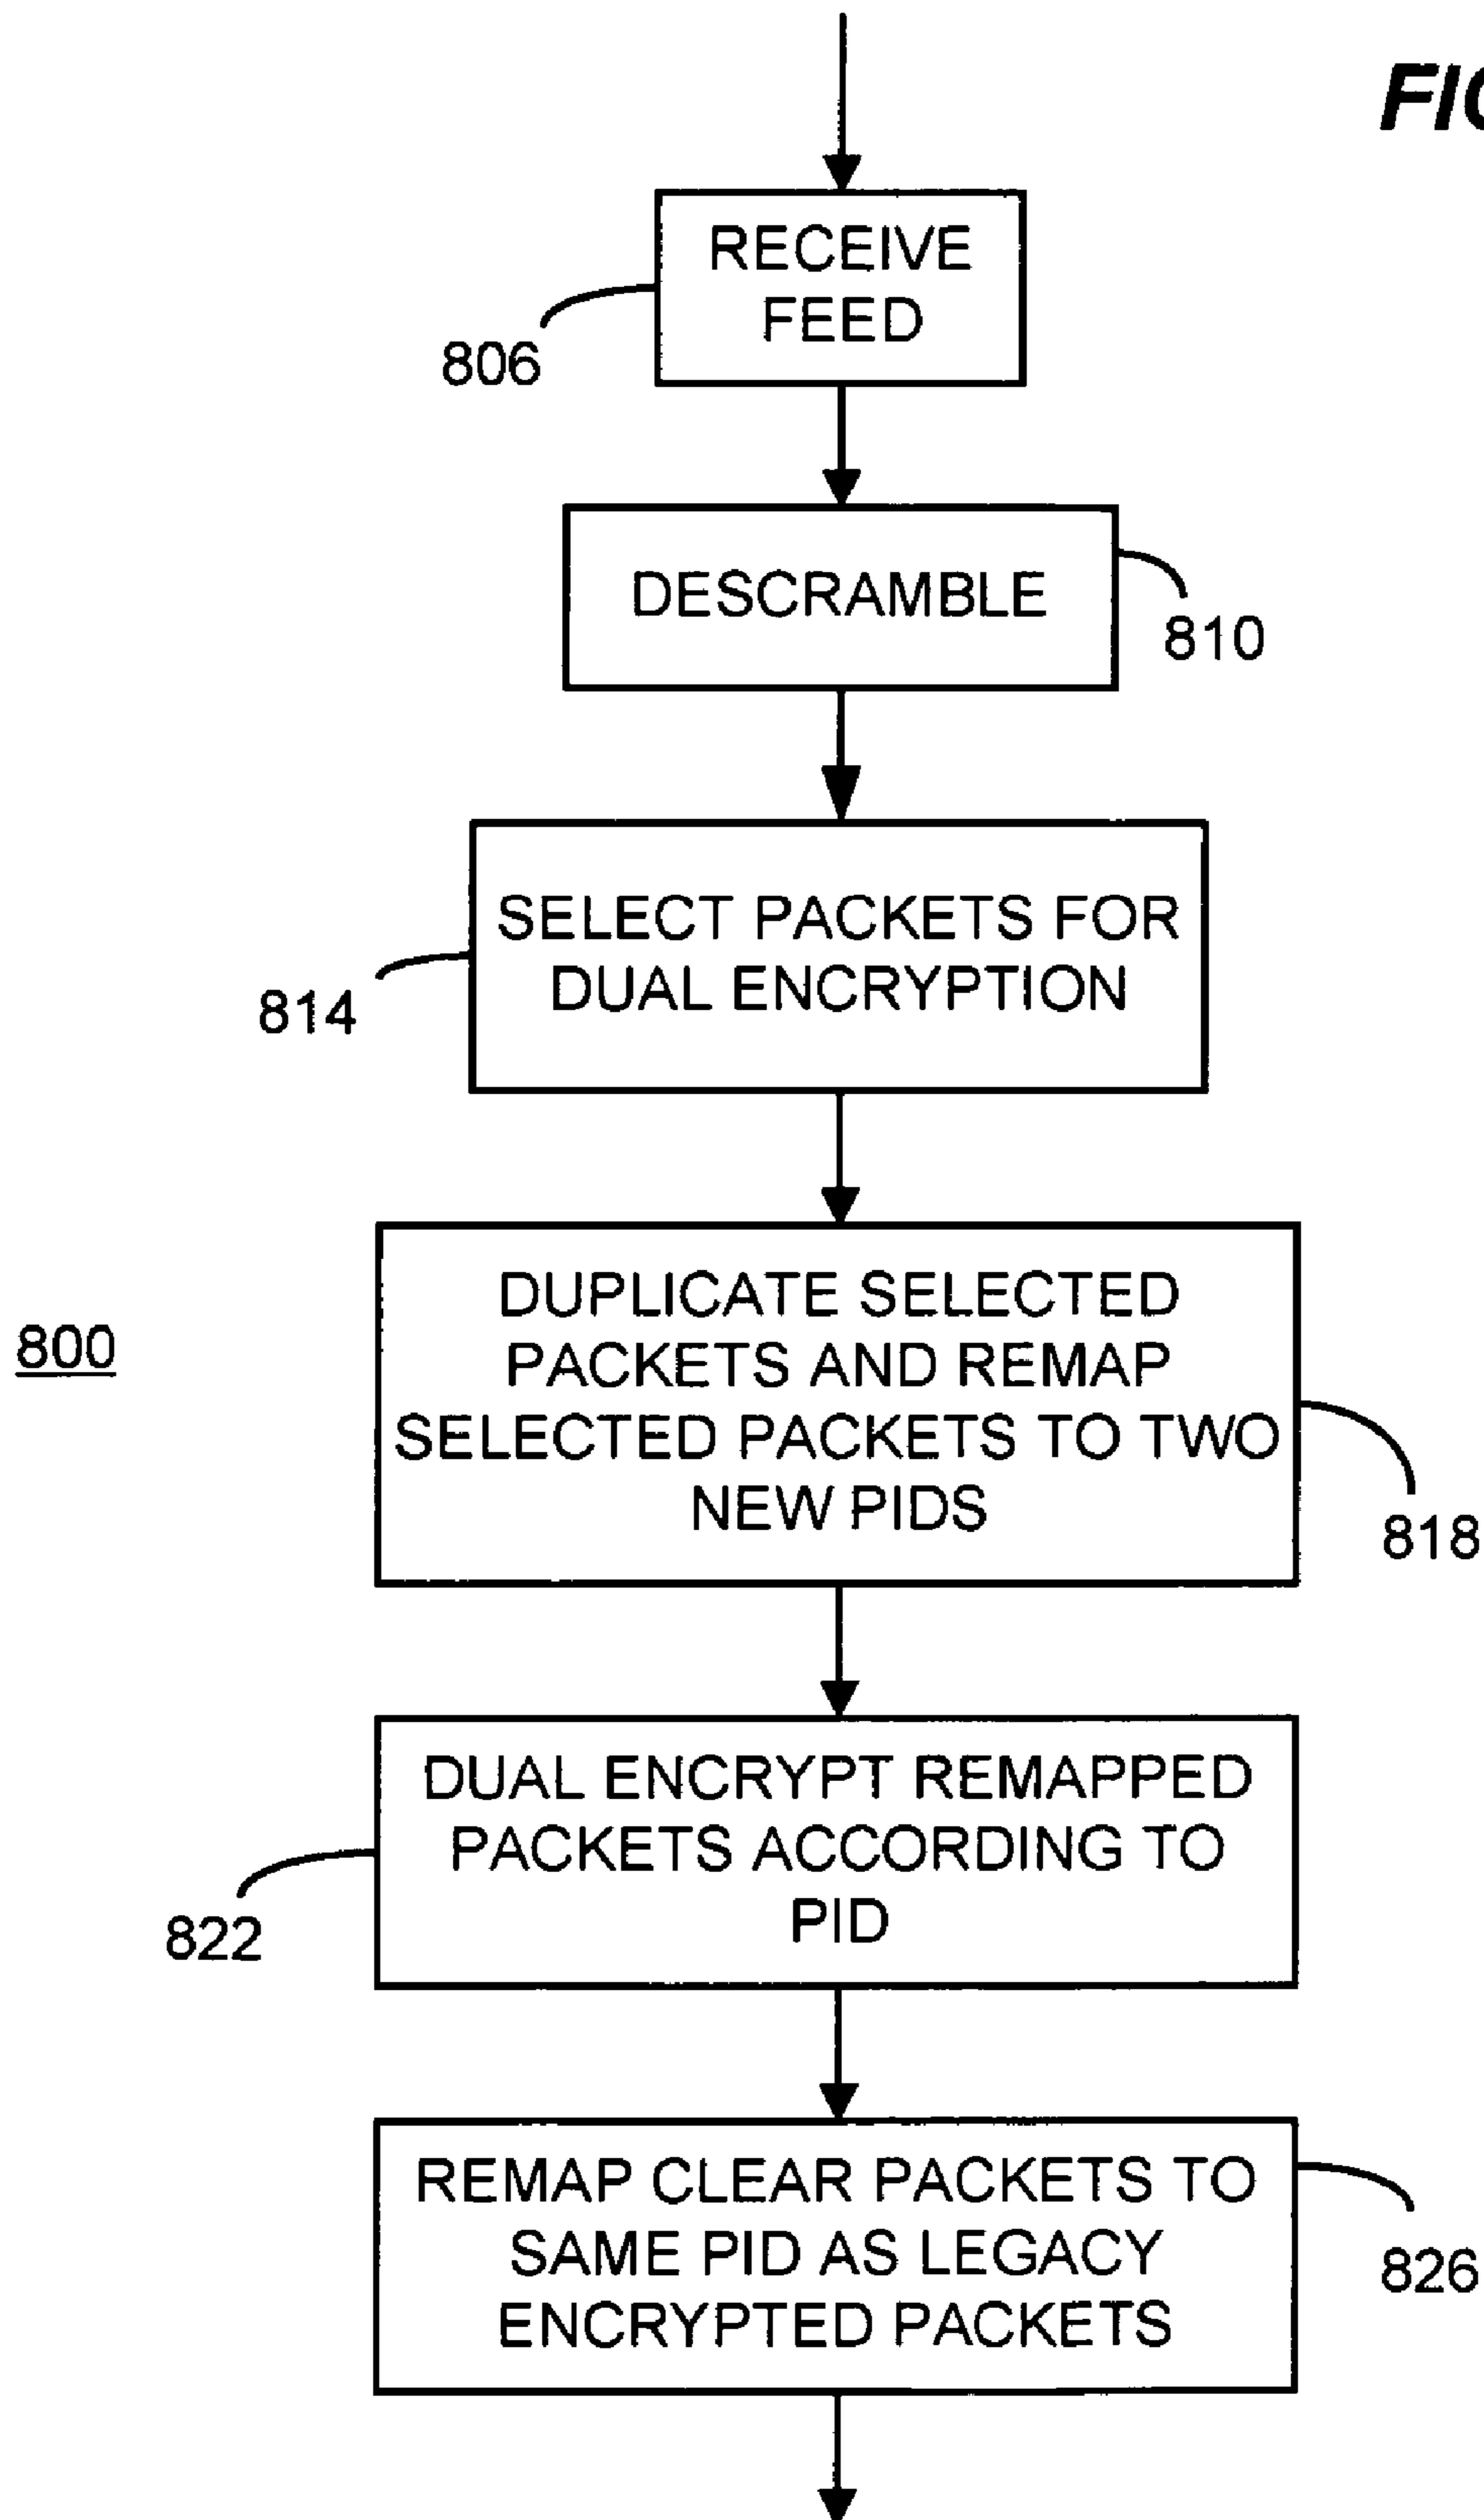 RECEIVE
FEED
806
DESCRAMBLE
810
SELECT PACKETS FOR
DUAL ENCRYPTION
814
DUPLICATE SELECTED
PACKETS AND REMAP
SELECTED PACKETS TO TWO
NEW PIDS
800
818
DUAL ENCRYPT REMAPPED
PACKETS ACCORDING TO
PID
822
REMAP CLEAR PACKETS TO
SAME PID AS LEGACY
ENCRYPTED PACKETS
826